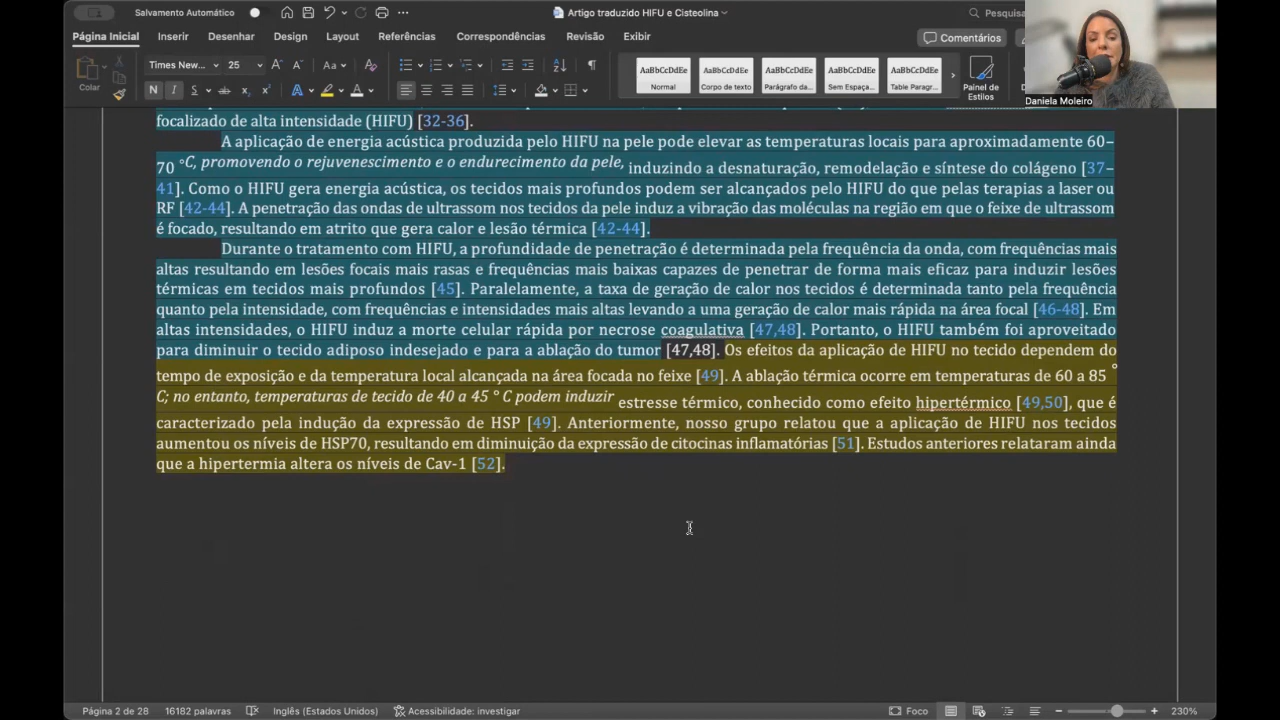 Salvamento Automático
Artigo traduzido HIFU e Cisteolina
Pesquisa
Página Inicial Inserir Desenhar Design Layout Referências Correspondências Revisão Exibir
Comentários
Times New... 25
Colar
N I S
AaBbCcDdEe AaBbCcDdEe AaBbCcDdEe AaBbCcDdEe AaBbCcDdEe
Normal Corpo de texto Parágrafo da... Sem Espaça... Table Paragr...
Painel de
Estilos
Daniela Moleiro
focalizado de alta intensidade (HIFU) [32-36].
A aplicação de energia acústica produzida pelo HIFU na pele pode elevar as temperaturas locais para aproximadamente 60–
70 °C, promovendo o rejuvenescimento e o endurecimento da pele, induzindo a desnaturação, remodelação e síntese do colágeno [37–
41]. Como o HIFU gera energia acústica, os tecidos mais profundos podem ser alcançados pelo HIFU do que pelas terapias a laser ou
RF [42-44]. A penetração das ondas de ultrassom nos tecidos da pele induz a vibração das moléculas na região em que o feixe de ultrassom
é focado, resultando em atrito que gera calor e lesão térmica [42-44].
Durante o tratamento com HIFU, a profundidade de penetração é determinada pela frequência da onda, com frequências mais
altas resultando em lesões focais mais rasas e frequências mais baixas capazes de penetrar de forma mais eficaz para induzir lesões
térmicas em tecidos mais profundos [45]. Paralelamente, a taxa de geração de calor nos tecidos é determinada tanto pela frequência
quanto pela intensidade, com frequências e intensidades mais altas levando a uma geração de calor mais rápida na área focal [46-48]. Em
altas intensidades, o HIFU induz a morte celular rápida por necrose coagulativa [47,48]. Portanto, o HIFU também foi aproveitado
para diminuir o tecido adiposo indesejado e para a ablação do tumor [47,48]. Os efeitos da aplicação de HIFU no tecido dependem do
tempo de exposição e da temperatura local alcançada na área focada no feixe [49]. A ablação térmica ocorre em temperaturas de 60 a 85 °
C; no entanto, temperaturas de tecido de 40 a 45 ° C podem induzir estresse térmico, conhecido como efeito hipertérmico [49,50], que é
caracterizado pela indução da expressão de HSP [49]. Anteriormente, nosso grupo relatou que a aplicação de HIFU nos tecidos
aumentou os níveis de HSP70, resultando em diminuição da expressão de citocinas inflamatórias [51]. Estudos anteriores relataram ainda
que a hipertermia altera os níveis de Cav-1 [52].
Página 2 de 28 16182 palavras Inglês (Estados Unidos) Acessibilidade: investigar Foco 230%